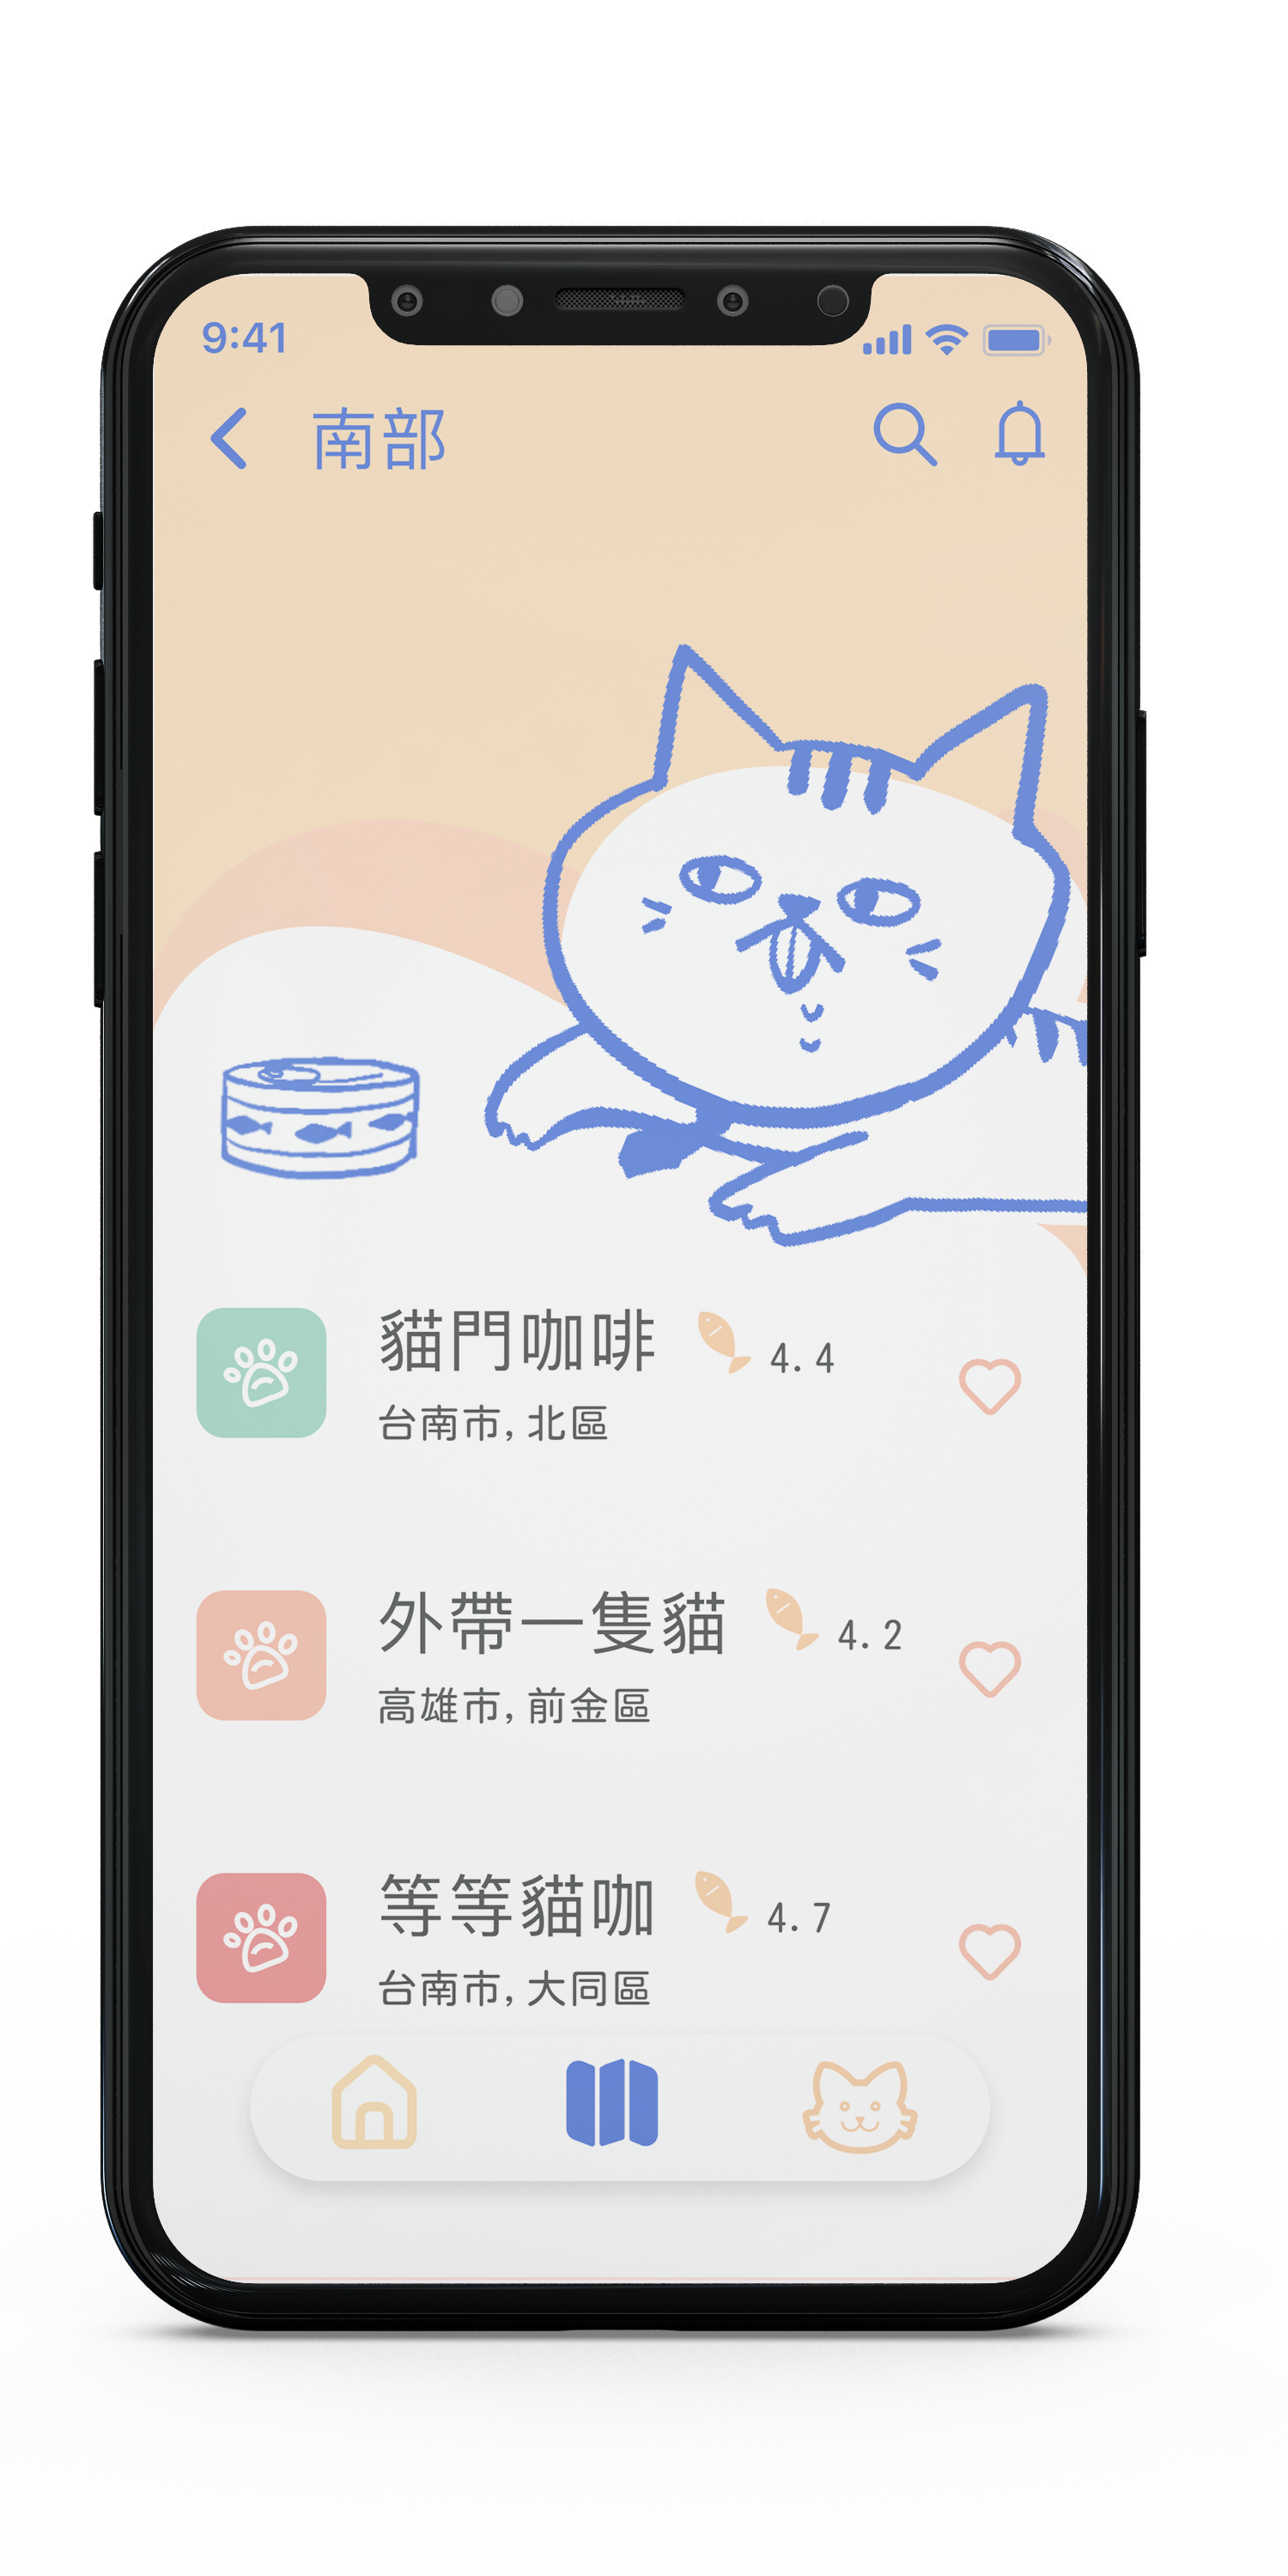 9:41
南部
貓門咖啡 4.4
台南市, 北區
外帶一隻貓 4.2
高雄市, 前金區
等等貓咖 4.7
台南市, 大同區